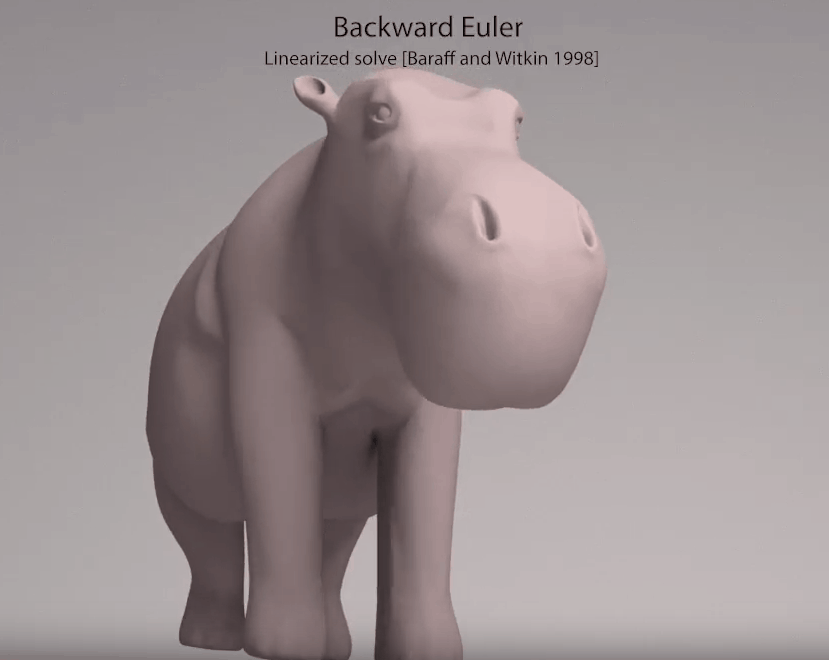 Backward Euler
Linearized solve [Baraff and Witkin 1998]